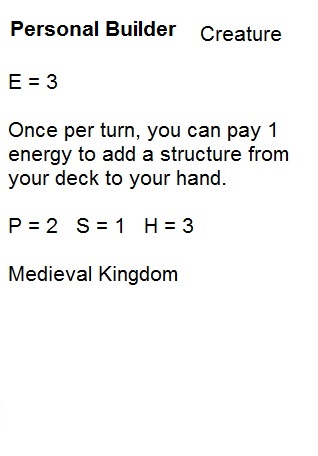 Personal Builder Creature
E = 3
Once per turn, you can pay 1
energy to add a structure from
your deck to your hand.
P = 2 S = 1 H = 3
Medieval Kingdom